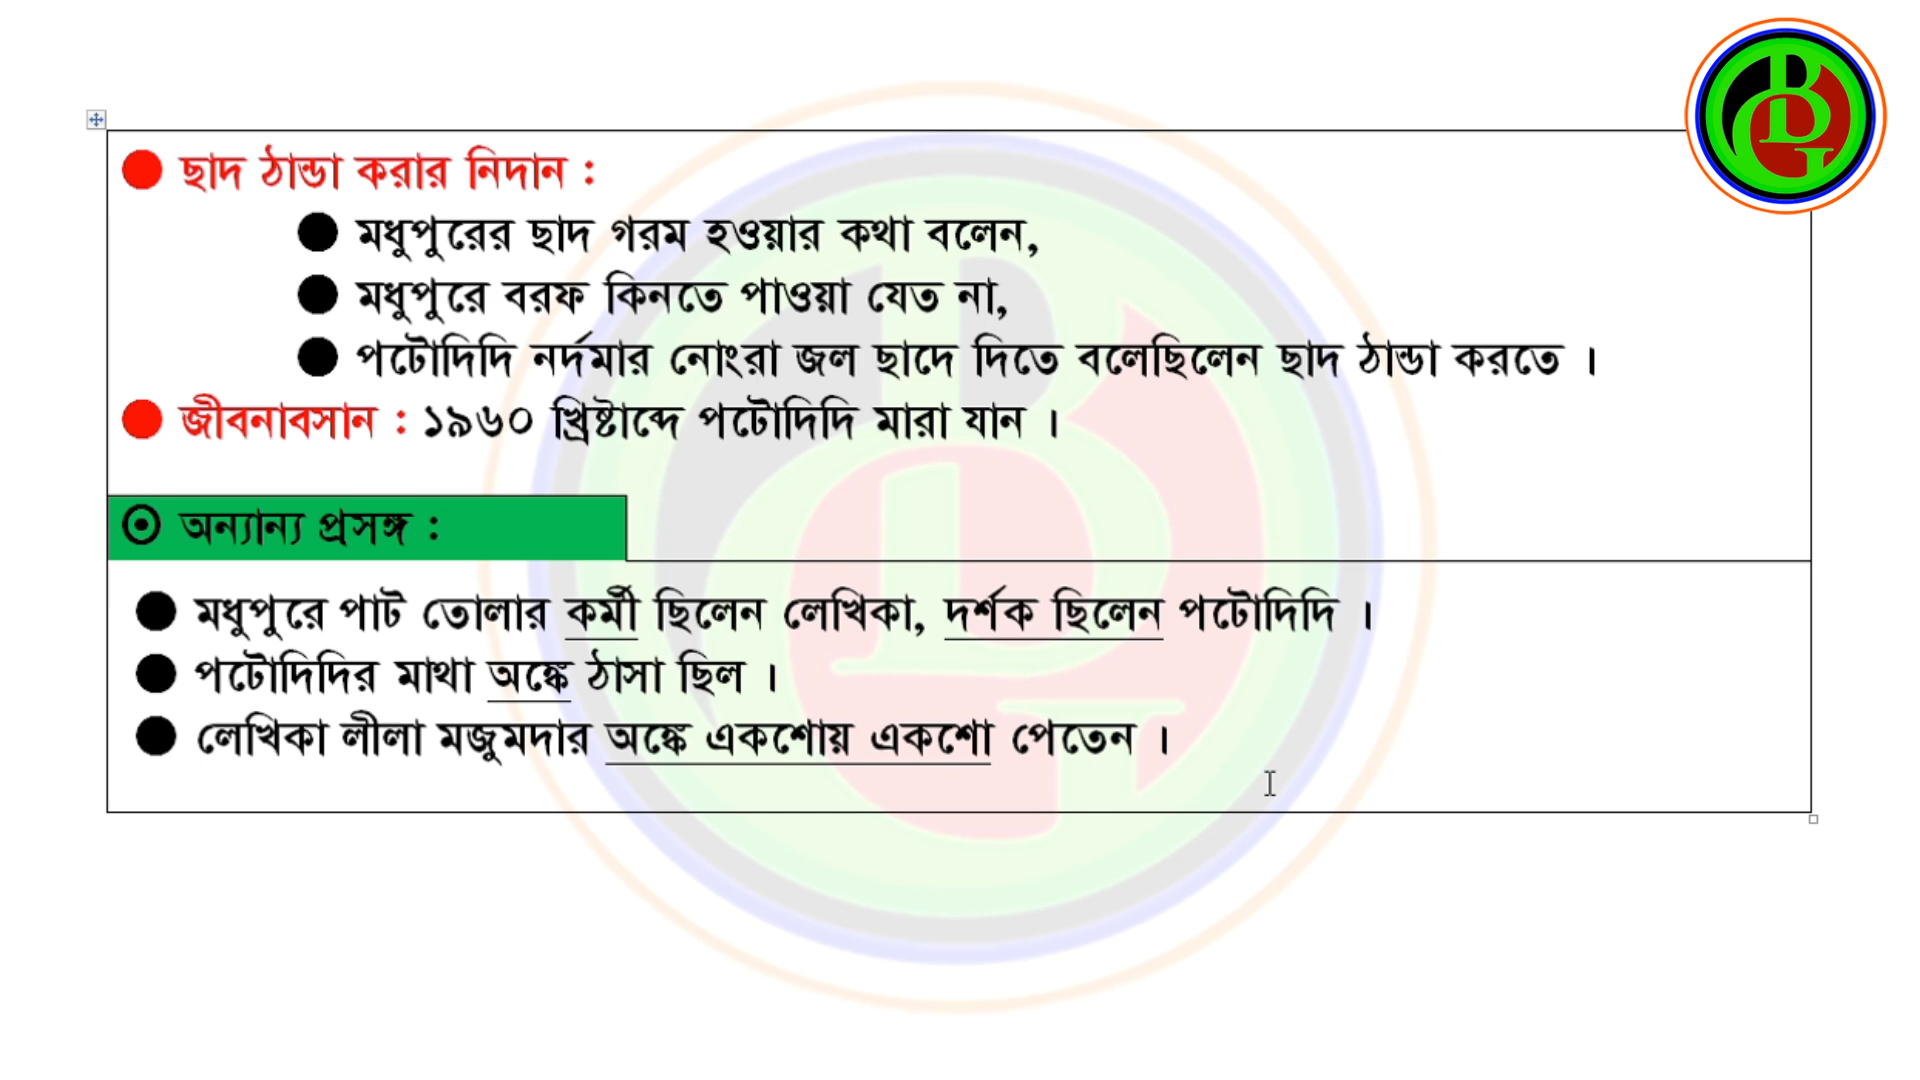 ছাদ ঠান্ডা করার নিদান :
মধুপুরের ছাদ গরম হওয়ার কথা বলেন,
মধুপুরে বরফ কিনতে পাওয়া যেত না,
পটোদিদি নর্দমার নোংরা জল ছাদে দিতে বলেছিলেন ছাদ ঠান্ডা করতে ।
জীবনাবসান : ১৯৬০ খ্রিষ্টাব্দে পটোদিদি মারা যান ।
অন্যান্য প্রসঙ্গ :
মধুপুরে পাট তোলার কর্মী ছিলেন লেখিকা, দর্শক ছিলেন পটোদিদি ।
পটোদিদির মাথা অঙ্কে ঠাসা ছিল ।
লেখিকা লীলা মজুমদার অঙ্কে একশোয় একশো পেতেন ।
BDG